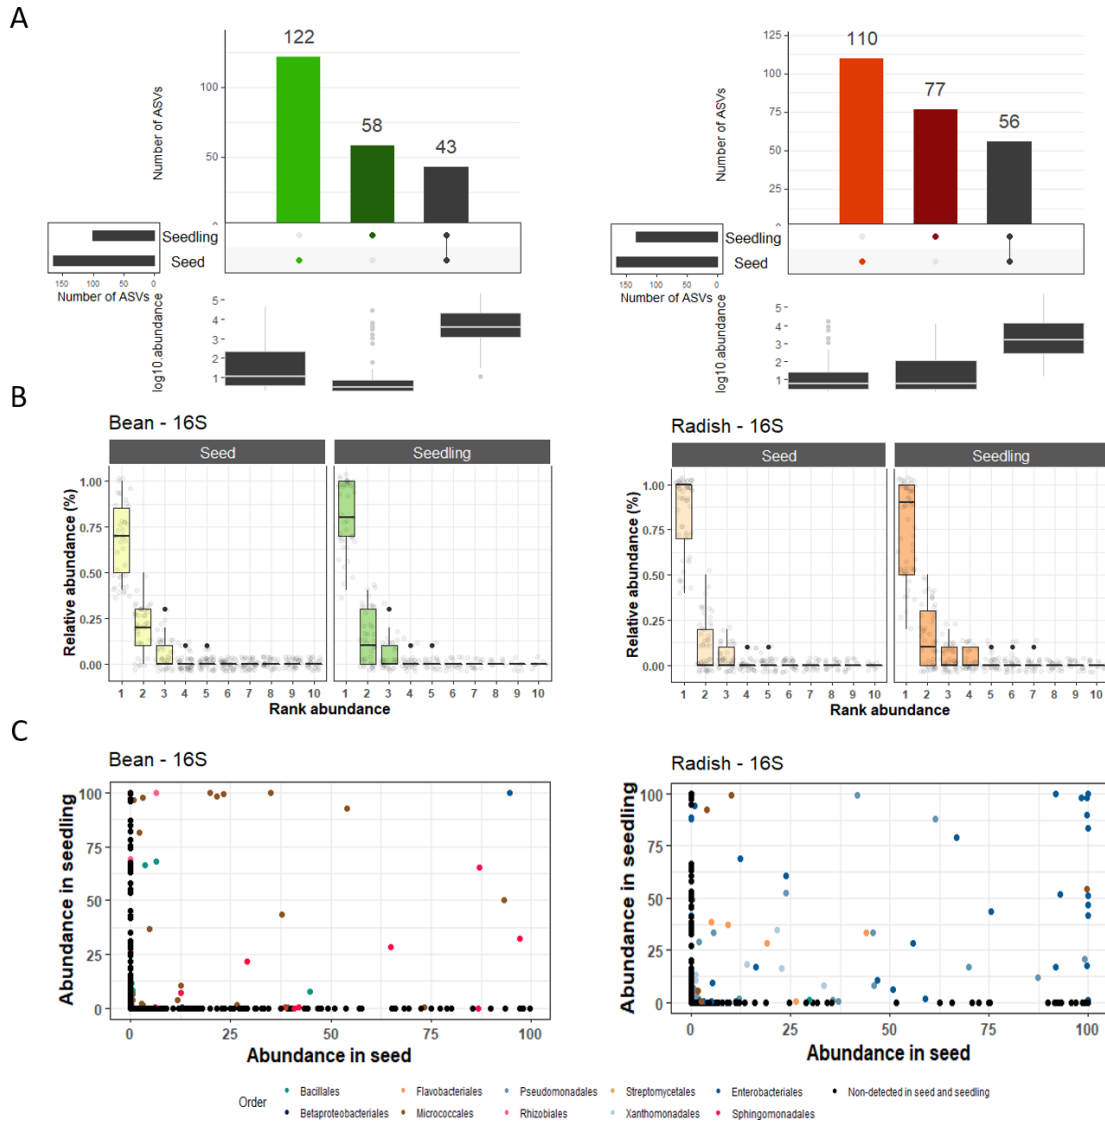 A
122
58
43
Number of ASVs
100
50
0
Seedling
Seed
150 100 50 0
Number of ASVs
log10.abundance
5
4
3
2
1
110
77
56
Number of ASVs
125
100
75
50
25
0
Seedling
Seed
150 100 50 0
Number of ASVs
log10.abundance
5
4
3
2
1
B
Bean - 16S
Seed Seedling
Relative abundance (%)
1.00
0.75
0.50
0.25
0.00
1 2 3 4 5 6 7 8 9 10 1 2 3 4 5 6 7 8 9 10
Rank abundance
Radish - 16S
Seed Seedling
Relative abundance (%)
1.00
0.75
0.50
0.25
0.00
1 2 3 4 5 6 7 8 9 10 1 2 3 4 5 6 7 8 9 10
Rank abundance
C
Bean - 16S
Abundance in seedling
100
75
50
25
0
0 25 50 75 100
Abundance in seed
Radish - 16S
Abundance in seedling
100
75
50
25
0
0 25 50 75 100
Abundance in seed
Order
Bacillales Flavobacteriales Pseudomonadales Streptomycetales Enterobacteriales Non-detected in seed and seedling
Betaproteobacteriales Micrococcales Rhizobiales Xanthomonadales Sphingomonadales